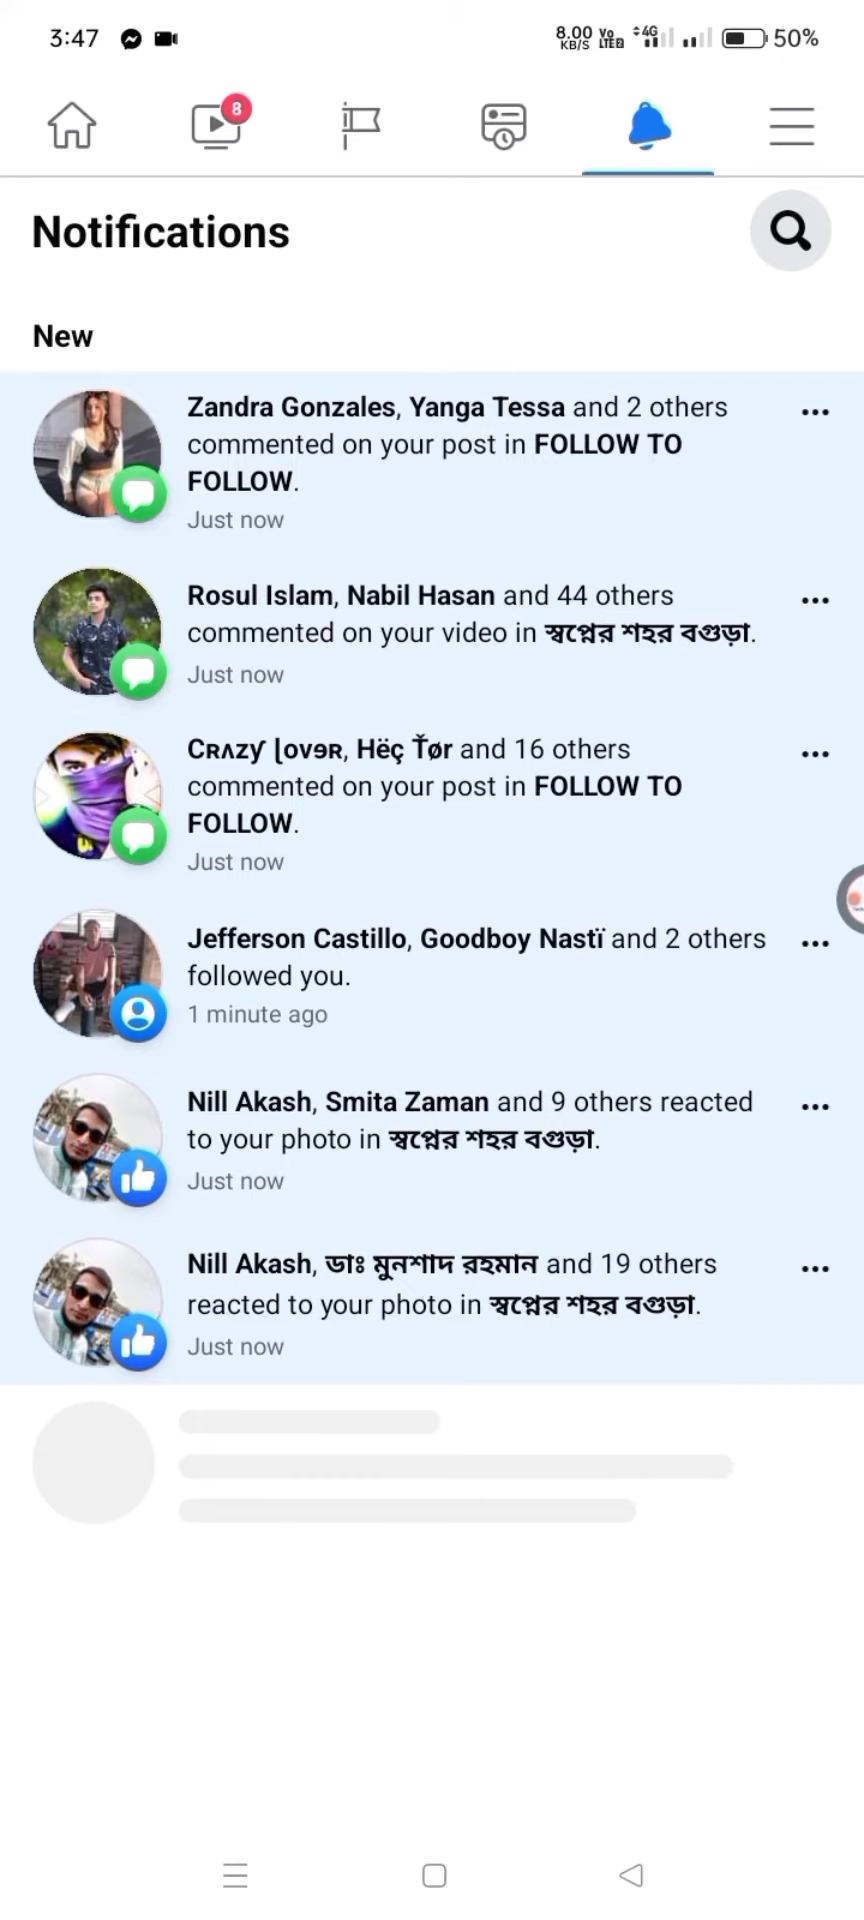 3:47 8.00 KB/S Vo LTE2 4G 50%
8
Notifications
New
Zandra Gonzales, Yanga Tessa and 2 others
commented on your post in FOLLOW TO
FOLLOW.
Just now
Rosul Islam, Nabil Hasan and 44 others
commented on your video in স্বপ্নের শহর বগুড়া.
Just now
Cʀʌzƴ ɭovɘʀ, Hëç Ťør and 16 others
commented on your post in FOLLOW TO
FOLLOW.
Just now
Jefferson Castillo, Goodboy Nastï and 2 others
followed you.
1 minute ago
Nill Akash, Smita Zaman and 9 others reacted
to your photo in স্বপ্নের শহর বগুড়া.
Just now
Nill Akash, ডাঃ মুনশাদ রহমান and 19 others
reacted to your photo in স্বপ্নের শহর বগুড়া.
Just now